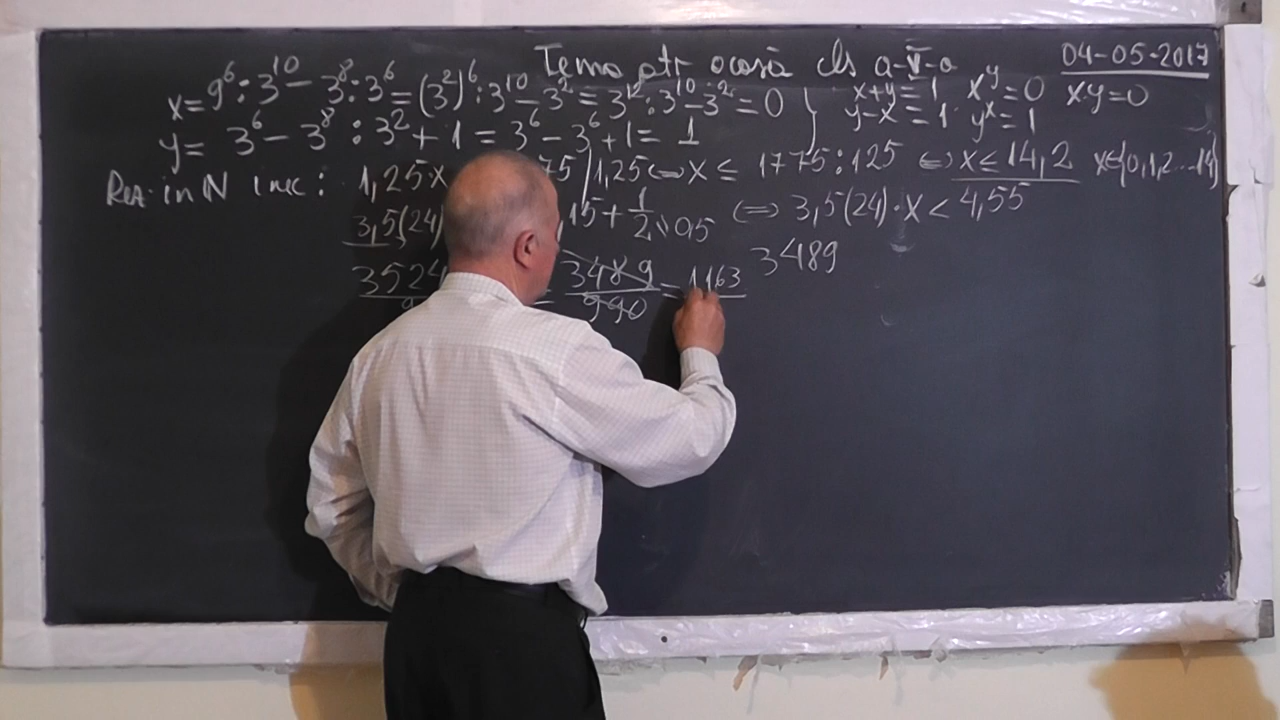 Tema ptr acasă cls a-V-a 04-05-2017
x = 9⁶ : 3¹⁰ - 3⁸ : 3⁶ = (3²)⁶ : 3¹⁰ - 3² = 3¹² : 3¹⁰ - 3² = 0 } x+y = 1 x^y = 0 x·y = 0
y = 3⁶ - 3⁸ : 3² + 1 = 3⁶ - 3⁶ + 1 = 1 y-x = 1 y^x = 1
Rez. in N inec: 1,25·x 75 | 1,25 ⇔ x ≤ 1775 : 125 ⇔ x ≤ 14,2 x∈{0,1,2...14}
3,5(24) ,15 + 1/2 0,5 ⇔ 3,5(24)·x < 4,55
3524 = 3489/990 = 1163 3489